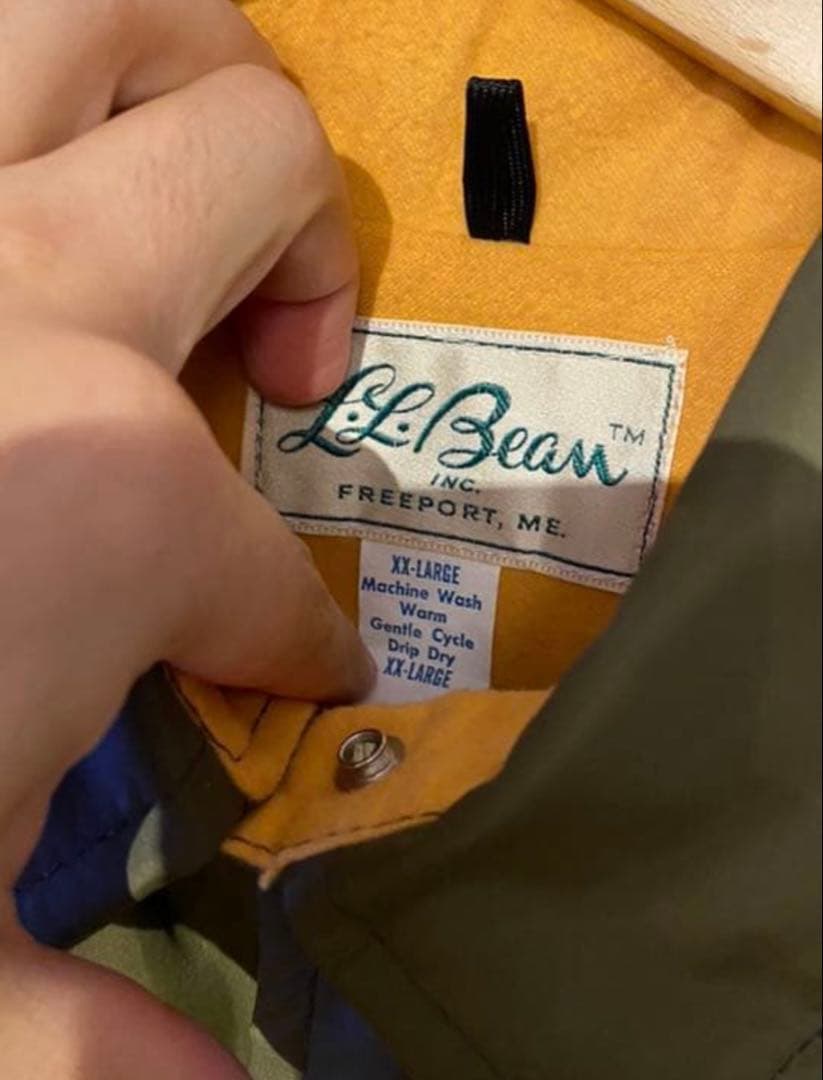 L.L.Bean™
INC.
FREEPORT, ME.
XX-LARGE
Machine Wash
Warm
Gentle Cycle
Drip Dry
XX-LARGE